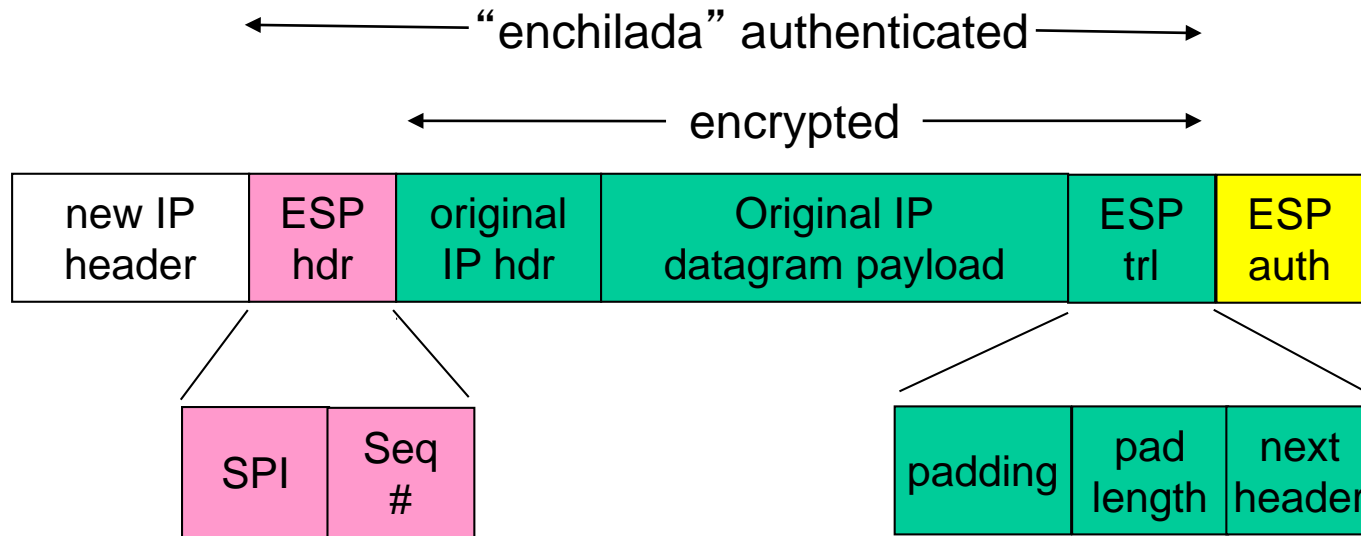 “enchilada” authenticated
encrypted
new IP
header
ESP
hdr
original
IP hdr
Original IP
datagram payload
ESP
trl
ESP
auth
SPI
Seq
#
padding
pad
length
next
header